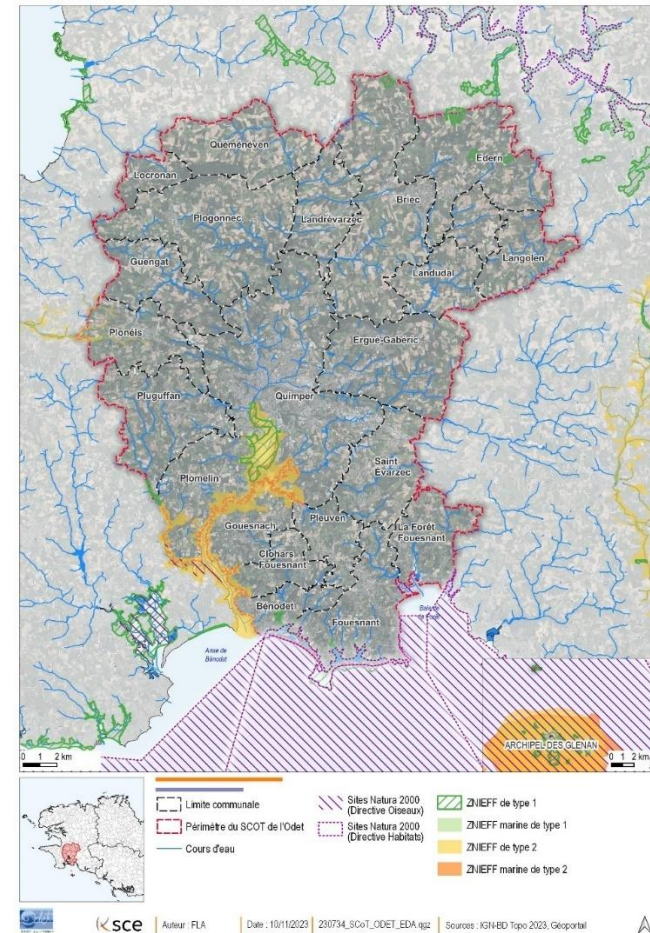 Quéménéven
Edern
Locronan
Briec
Plogonnec
Landrévarzec
Langolen
Guengat
Landudal
Plonéis
Ergué-Gabéric
Pluguffan
Quimper
Saint
Evarzec
Plomelin
Gouesnach
Pleuven
La Forêt
Fouesnant
Clohars
Fouesnant
Bénodet
Fouesnant
Anse de
Bénodet
ARCHIPEL DES GLENAN
0 1 2 km
0 1 2 km
Limite communale
Périmètre du SCOT de l'Odet
Cours d'eau
Sites Natura 2000
(Directive Oiseaux)
Sites Natura 2000
(Directive Habitats)
ZNIEFF de type 1
ZNIEFF marine de type 1
ZNIEFF de type 2
ZNIEFF marine de type 2
sce
Auteur : FLA
Date : 10/11/2023
230734_SCoT_ODET_EDA.qgz
Sources : IGN-BD Topo 2023, Géoportail